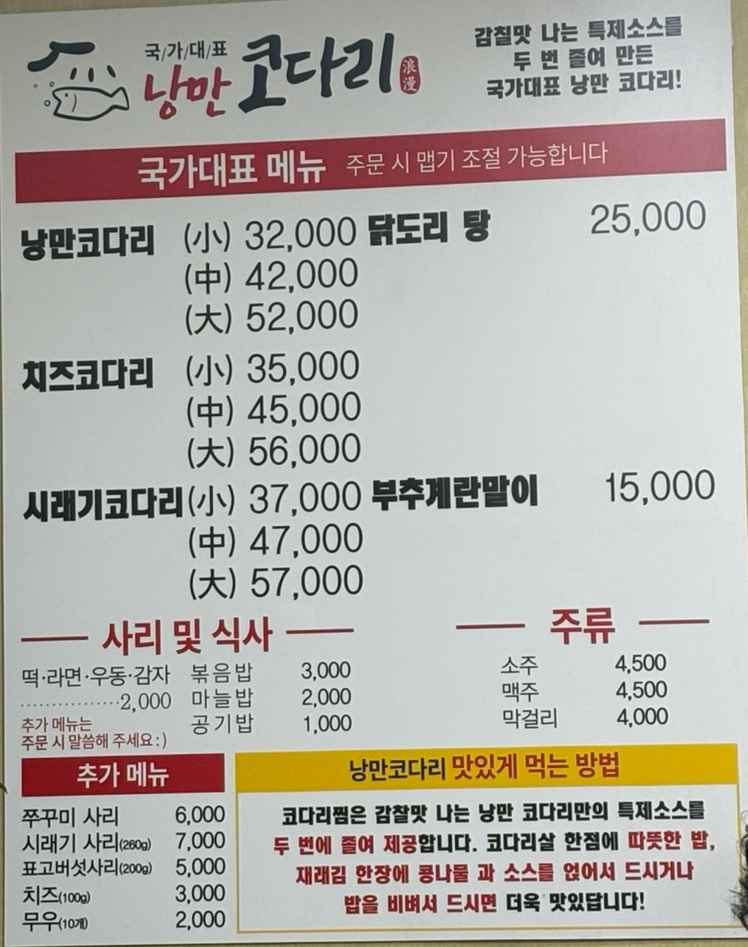 국/가/대/표
낭만 코다리
浪漫
감칠맛 나는 특제소스를
두 번 졸여 만든
국가대표 낭만 코다리!
국가대표 메뉴 주문 시 맵기 조절 가능합니다
낭만코다리 (小) 32,000
(中) 42,000
(大) 52,000
치즈코다리 (小) 35,000
(中) 45,000
(大) 56,000
시래기코다리 (小) 37,000
(中) 47,000
(大) 57,000
닭도리 탕 25,000
부추계란말이 15,000
사리 및 식사
떡·라면·우동·감자
················2,000
추가 메뉴는
주문 시 말씀해 주세요:)
볶음밥 3,000
마늘밥 2,000
공기밥 1,000
주류
소주 4,500
맥주 4,500
막걸리 4,000
추가 메뉴
쭈꾸미 사리 6,000
시래기 사리(260g) 7,000
표고버섯사리(200g) 5,000
치즈(100g) 3,000
무우(10개) 2,000
낭만코다리 맛있게 먹는 방법
코다리찜은 감찰맛 나는 낭만 코다리만의 특제소스를
두 번에 졸여 제공합니다. 코다리살 한점에 따뜻한 밥,
재래김 한장에 콩나물 과 소스를 얹어서 드시거나
밥을 비벼서 드시면 더욱 맛있답니다!